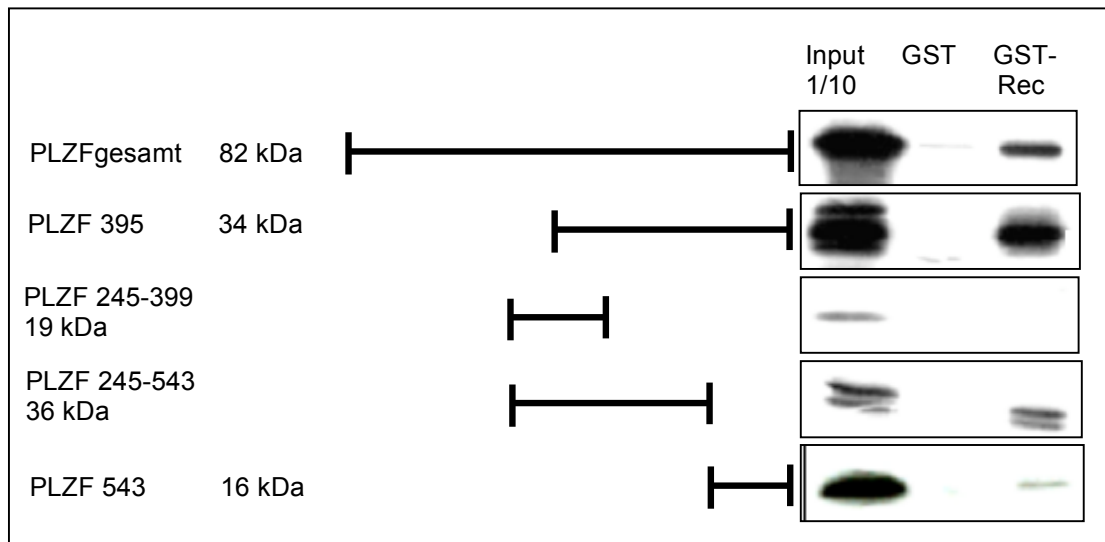 Input GST GST-
1/10 Rec
PLZFgesamt 82 kDa
PLZF 395 34 kDa
PLZF 245-399
19 kDa
PLZF 245-543
36 kDa
PLZF 543 16 kDa